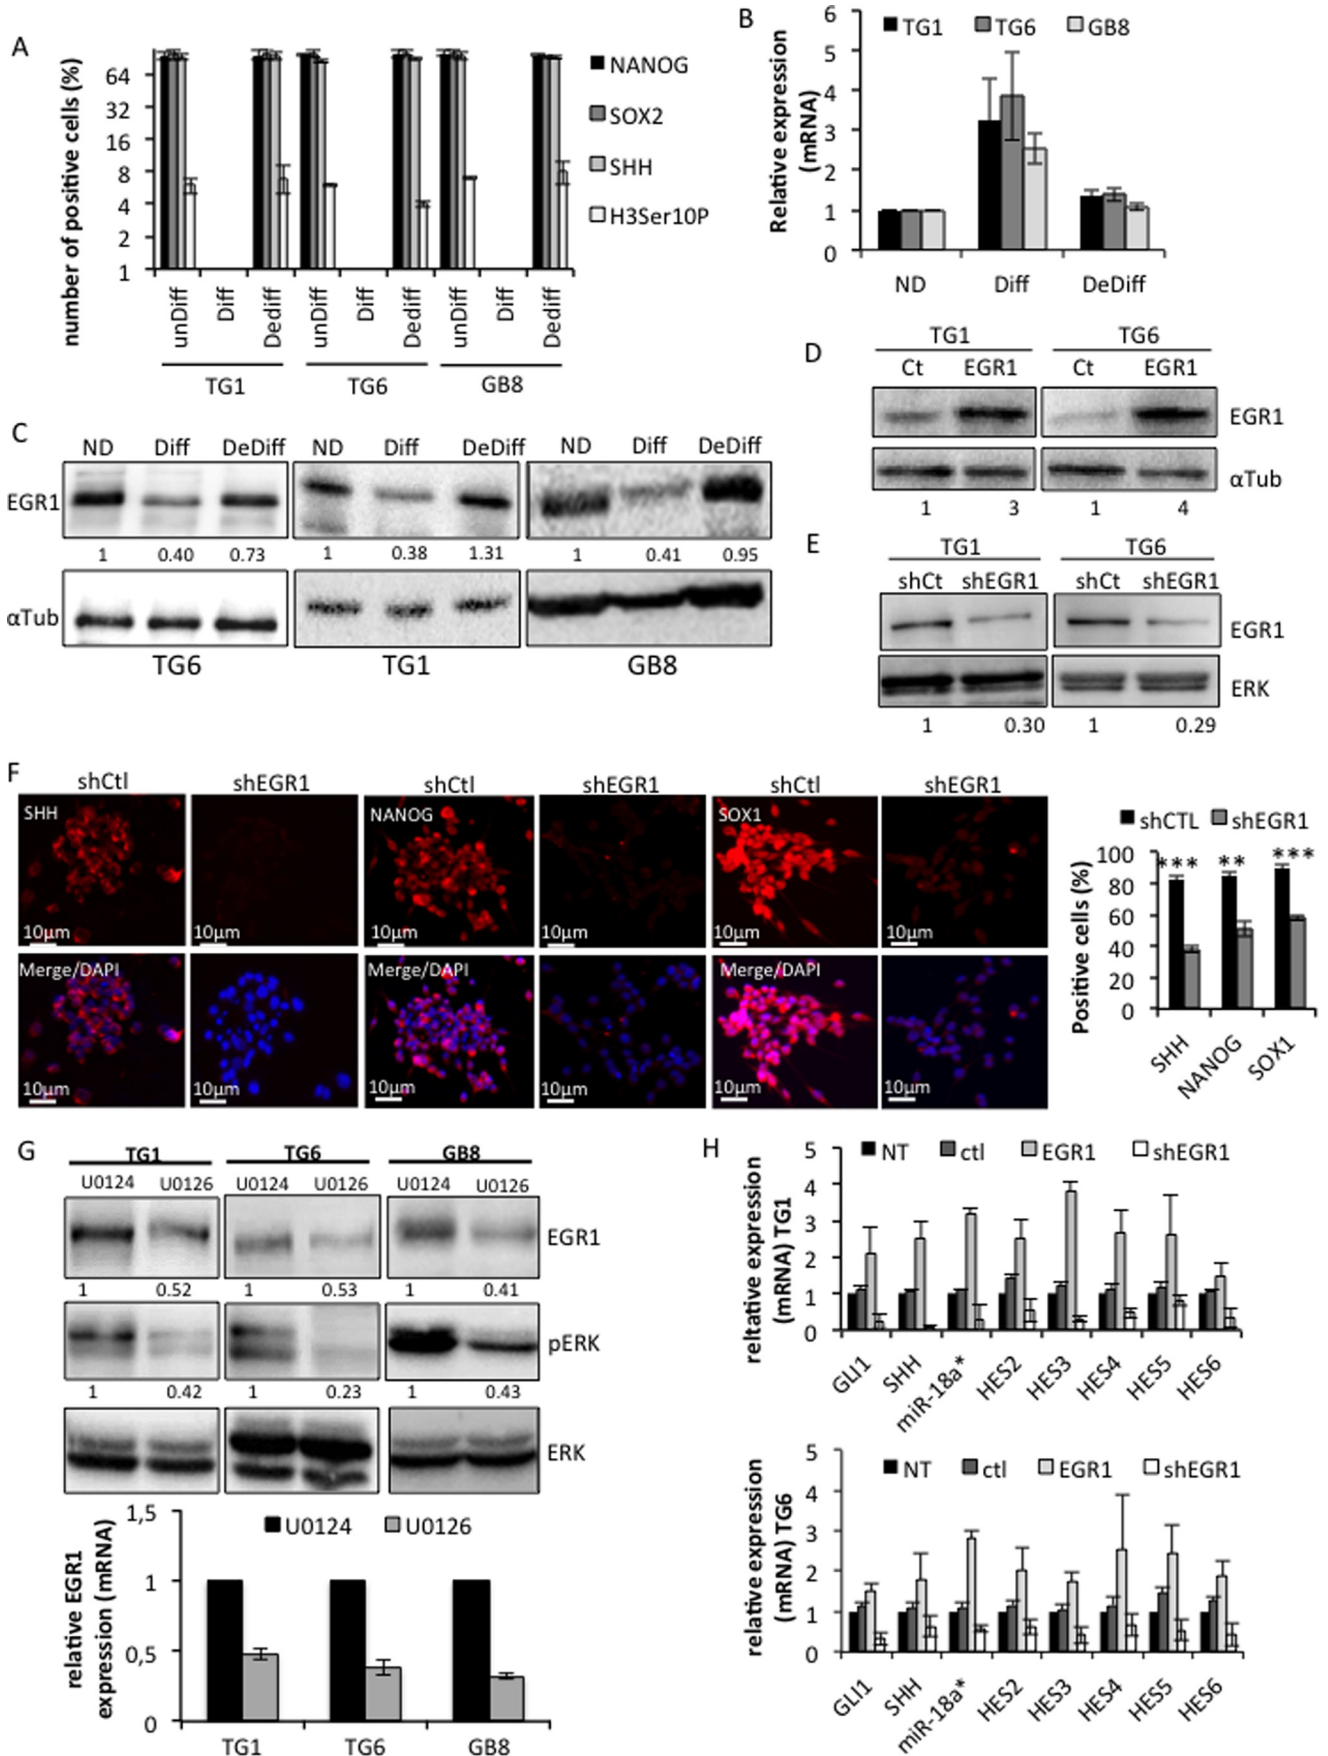 A
number of positive cells (%)
64
32
16
8
4
2
1
NANOG
SOX2
SHH
H3Ser10P
unDiff Diff Dediff unDiff Diff Dediff unDiff Diff Dediff
TG1 TG6 GB8
B
Relative expression
(mRNA)
6
5
4
3
2
1
0
TG1 TG6 GB8
ND Diff DeDiff
C
ND Diff DeDiff ND Diff DeDiff ND Diff DeDiff
EGR1
1 0.40 0.73 1 0.38 1.31 1 0.41 0.95
αTub
TG6 TG1 GB8
D
TG1 TG6
Ct EGR1 Ct EGR1
EGR1
αTub
1 3 1 4
E
TG1 TG6
shCt shEGR1 shCt shEGR1
EGR1
ERK
1 0.30 1 0.29
F
shCtl shEGR1 shCtl shEGR1 shCtl shEGR1
SHH NANOG SOX1
10μm 10μm 10μm 10μm 10μm 10μm
Merge/DAPI Merge/DAPI Merge/DAPI
10μm 10μm 10μm 10μm 10μm 10μm
shCTL shEGR1
Positive cells (%)
100
80
60
40
20
0
*** ** ***
SHH NANOG SOX1
G
TG1 TG6 GB8
U0124 U0126 U0124 U0126 U0124 U0126
EGR1
1 0.52 1 0.53 1 0.41
pERK
1 0.42 1 0.23 1 0.43
ERK
relative EGR1
expression (mRNA)
1,5
1
0,5
0
U0124 U0126
TG1 TG6 GB8
H
reltative expression
(mRNA) TG1
5
4
3
2
1
0
NT ctl EGR1 shEGR1
GLI1 SHH miR-18a* HES2 HES3 HES4 HES5 HES6
relative expression
(mRNA) TG6
5
4
3
2
1
0
NT ctl EGR1 shEGR1
GLI1 SHH miR-18a* HES2 HES3 HES4 HES5 HES6